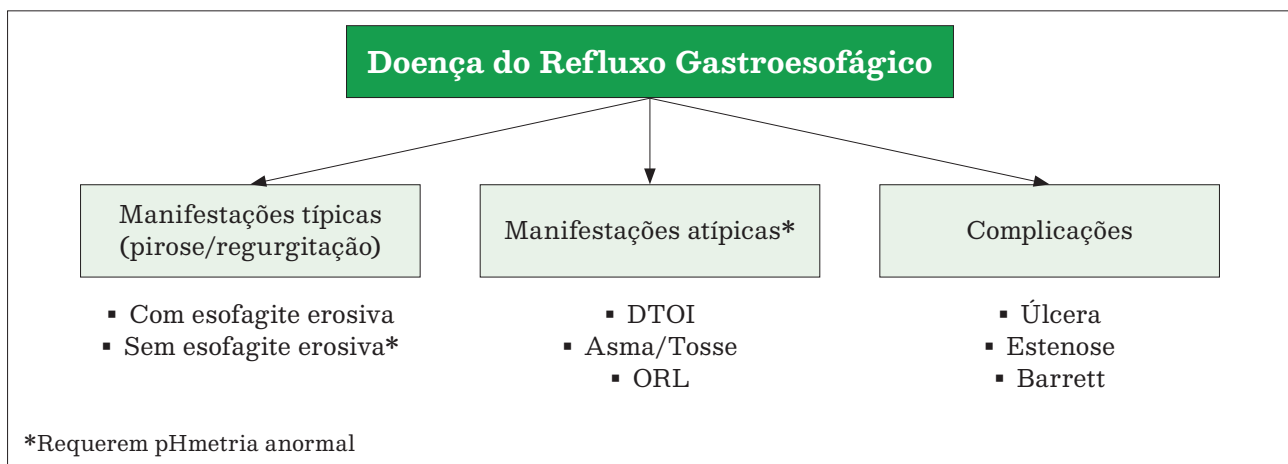 Doença do Refluxo Gastroesofágico
Manifestações típicas
(pirose/regurgitação)
▪ Com esofagite erosiva
▪ Sem esofagite erosiva*
Manifestações atípicas*
▪ DTOI
▪ Asma/Tosse
▪ ORL
Complicações
▪ Úlcera
▪ Estenose
▪ Barrett
*Requerem pHmetria anormal